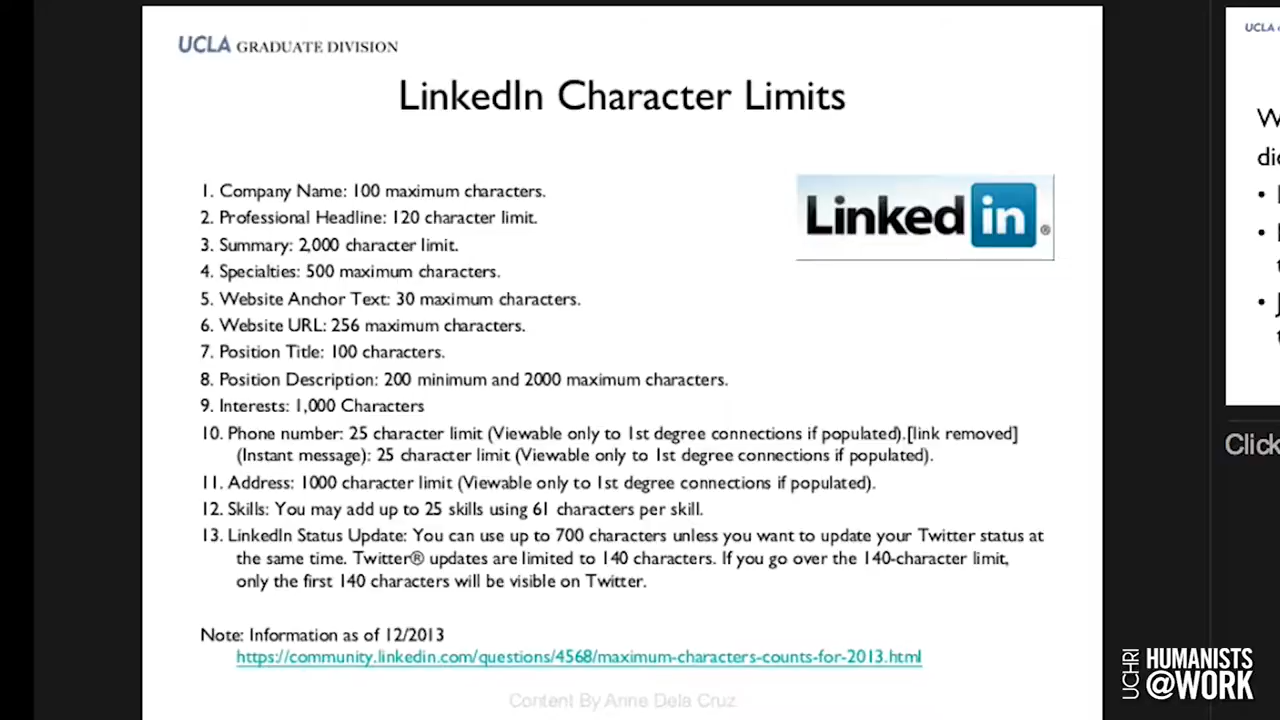 UCLA GRADUATE DIVISION
LinkedIn Character Limits
1. Company Name: 100 maximum characters.
2. Professional Headline: 120 character limit.
3. Summary: 2,000 character limit.
4. Specialties: 500 maximum characters.
5. Website Anchor Text: 30 maximum characters.
6. Website URL: 256 maximum characters.
7. Position Title: 100 characters.
8. Position Description: 200 minimum and 2000 maximum characters.
9. Interests: 1,000 Characters
10. Phone number: 25 character limit (Viewable only to 1st degree connections if populated).[link removed]
(Instant message): 25 character limit (Viewable only to 1st degree connections if populated).
11. Address: 1000 character limit (Viewable only to 1st degree connections if populated).
12. Skills: You may add up to 25 skills using 61 characters per skill.
13. LinkedIn Status Update: You can use up to 700 characters unless you want to update your Twitter status at
the same time. Twitter® updates are limited to 140 characters. If you go over the 140-character limit,
only the first 140 characters will be visible on Twitter.
Note: Information as of 12/2013
https://community.linkedin.com/questions/4568/maximum-characters-counts-for-2013.html
Content By Anne Dela Cruz
Linked in®
UCLA
Click
UCHRI HUMANISTS
@WORK